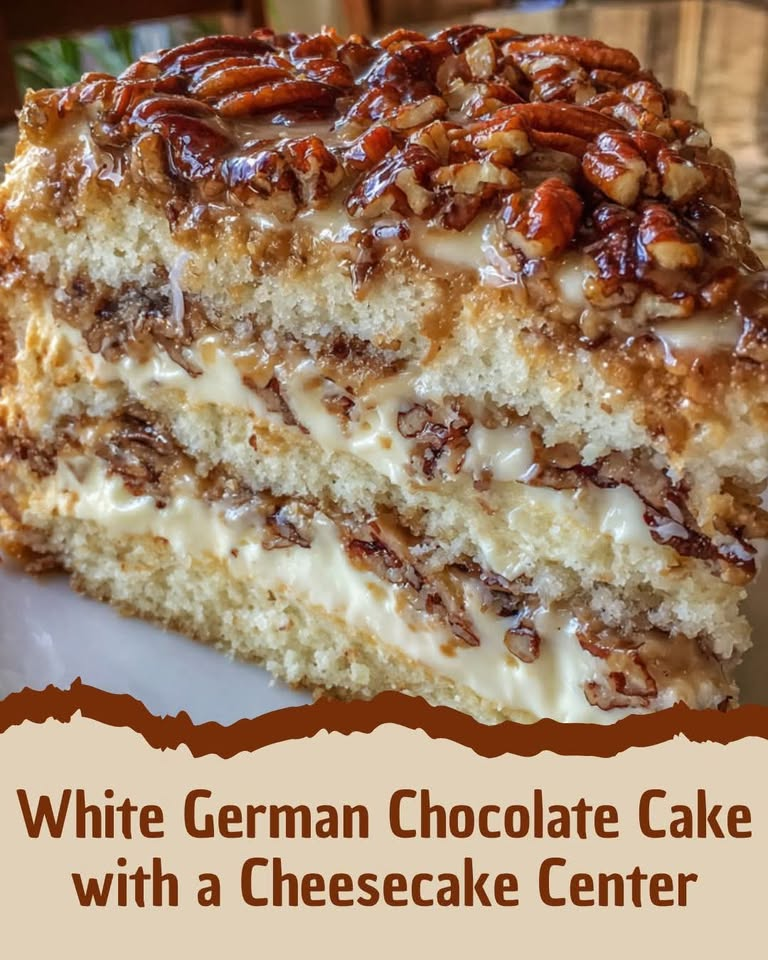 White German Chocolate Cake
with a Cheesecake Center